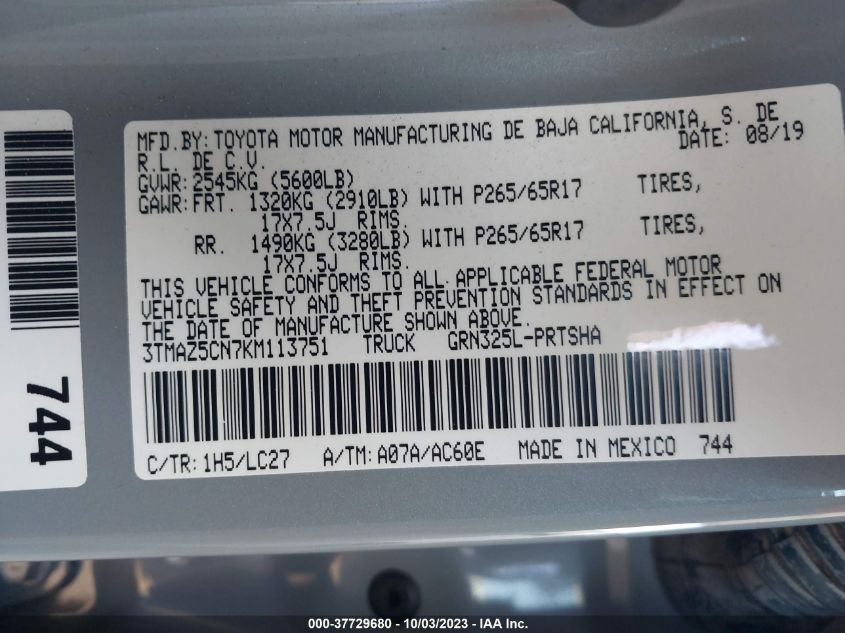 MFD.BY: TOYOTA MOTOR MANUFACTURING DE BAJA CALIFORNIA, S. DE
R.L. DE C.V. DATE: 08/19
GVWR: 2545KG (5600LB)
GAWR: FRT. 1320KG (2910LB) WITH P265/65R17 TIRES,
17X7.5J RIMS.
RR. 1490KG (3280LB) WITH P265/65R17 TIRES,
17X7.5J RIMS.
THIS VEHICLE CONFORMS TO ALL APPLICABLE FEDERAL MOTOR
VEHICLE SAFETY AND THEFT PREVENTION STANDARDS IN EFFECT ON
THE DATE OF MANUFACTURE SHOWN ABOVE.
3TMAZ5CN7KM113751 TRUCK GRN325L-PRTSHA
C/TR: 1H5/LC27 A/TM: A07A/AC60E MADE IN MEXICO 744
744
000-37729680 - 10/03/2023 - IAA Inc.